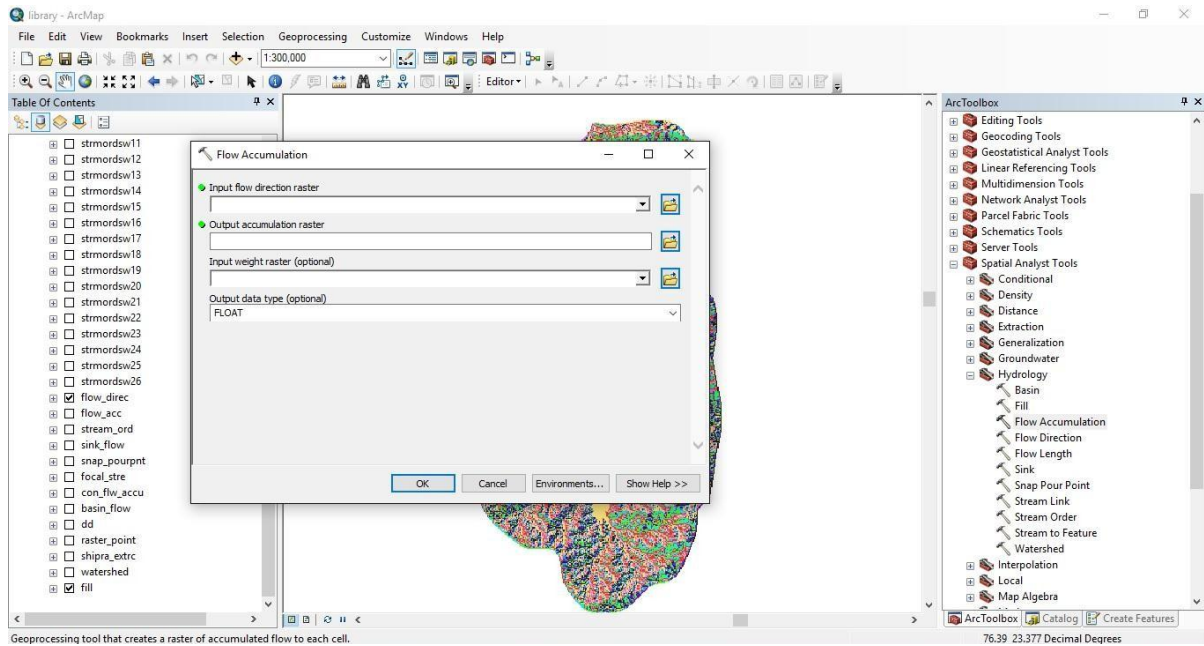 library - ArcMap
File Edit View Bookmarks Insert Selection Geoprocessing Customize Windows Help
1:300,000
Editor
Table Of Contents
strmordsw11
strmordsw12
strmordsw13
strmordsw14
strmordsw15
strmordsw16
strmordsw17
strmordsw18
strmordsw19
strmordsw20
strmordsw21
strmordsw22
strmordsw23
strmordsw24
strmordsw25
strmordsw26
flow_direc
flow_acc
stream_ord
sink_flow
snap_pourpnt
focal_stre
con_flw_accu
basin_flow
dd
raster_point
shipra_extrc
watershed
fill
Flow Accumulation
Input flow direction raster
Output accumulation raster
Input weight raster (optional)
Output data type (optional)
FLOAT
OK Cancel Environments... Show Help >>
ArcToolbox
Editing Tools
Geocoding Tools
Geostatistical Analyst Tools
Linear Referencing Tools
Multidimension Tools
Network Analyst Tools
Parcel Fabric Tools
Schematics Tools
Server Tools
Spatial Analyst Tools
Conditional
Density
Distance
Extraction
Generalization
Groundwater
Hydrology
Basin
Fill
Flow Accumulation
Flow Direction
Flow Length
Sink
Snap Pour Point
Stream Link
Stream Order
Stream to Feature
Watershed
Interpolation
Local
Map Algebra
ArcToolbox Catalog Create Features
Geoprocessing tool that creates a raster of accumulated flow to each cell.
76.39 23.377 Decimal Degrees